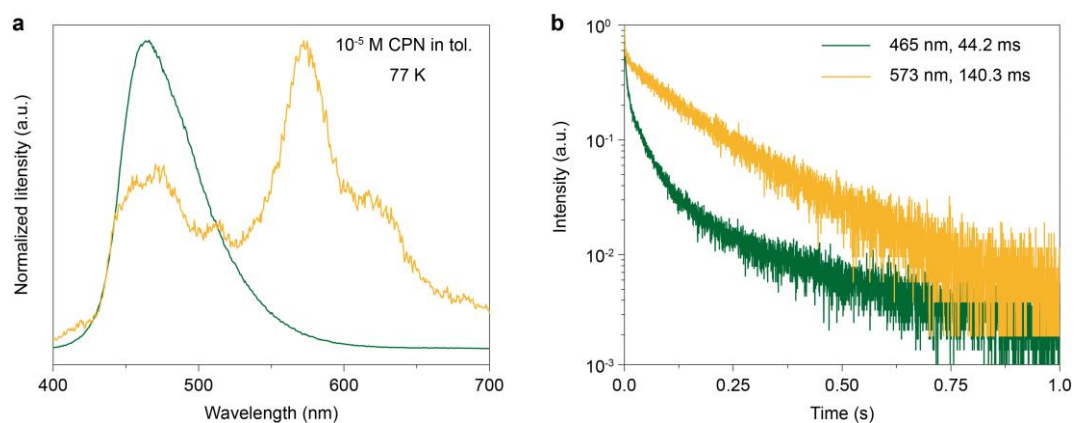 a
10⁻⁵ M CPN in tol.
77 K
Normalized litensity (a.u.)
400
500
600
700
Wavelength (nm)
b
465 nm, 44.2 ms
573 nm, 140.3 ms
Intensity (a.u.)
10⁰
10⁻¹
10⁻²
10⁻³
0.0
0.25
0.50
0.75
1.0
Time (s)